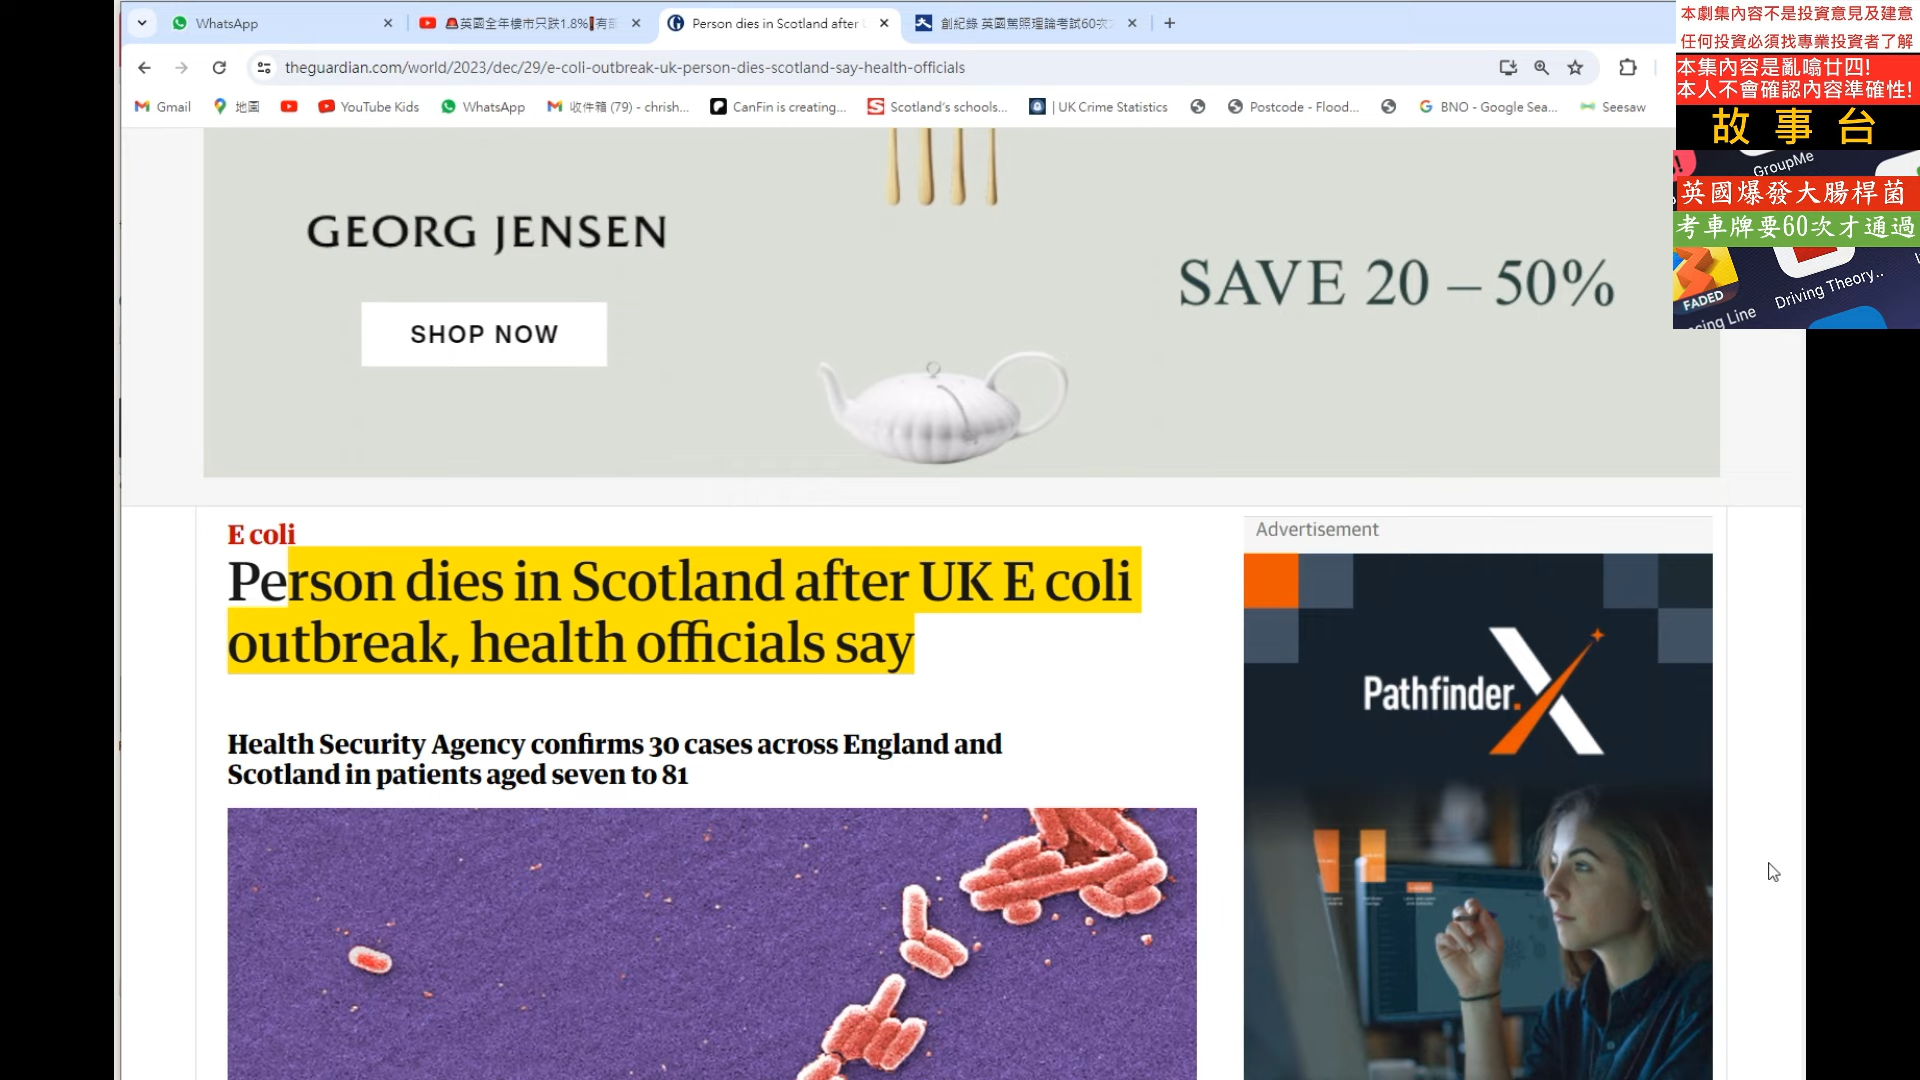 WhatsApp
英國全年樓市只跌1.8%
Person dies in Scotland after
創紀錄 英國駕照理論考試60次
theguardian.com/world/2023/dec/29/e-coli-outbreak-uk-person-dies-scotland-say-health-officials
Gmail
地圖
YouTube Kids
WhatsApp
收件箱 (79) - chrish...
CanFin is creating...
Scotland's schools...
| UK Crime Statistics
Postcode - Flood...
BNO - Google Sea...
Seesaw
本劇集內容不是投資意見及建意
任何投資必須找專業投資者了解
本集內容是亂噏廿四!
本人不會確認內容準確性!
故事台
GroupMe
英國爆發大腸桿菌
考車牌要60次才通過
FADED
Driving Theory..
sing Line
GEORG JENSEN
SHOP NOW
SAVE 20 – 50%
E coli
Person dies in Scotland after UK E coli
outbreak, health officials say
Health Security Agency confirms 30 cases across England and
Scotland in patients aged seven to 81
Advertisement
Pathfinder.